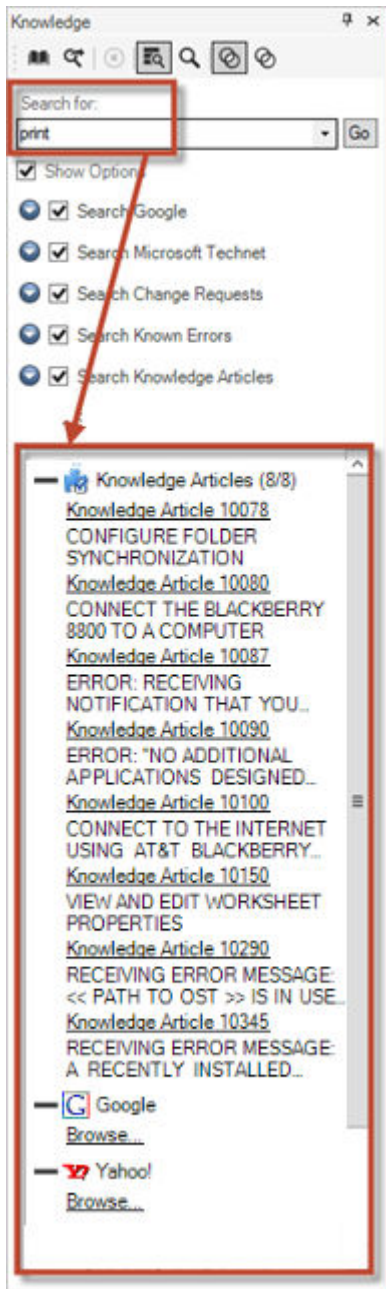 Knowledge
Search for:
print
Go
Show Options
Search Google
Search Microsoft Technet
Search Change Requests
Search Known Errors
Search Knowledge Articles
Knowledge Articles (8/8)
Knowledge Article 10078
CONFIGURE FOLDER
SYNCHRONIZATION
Knowledge Article 10080
CONNECT THE BLACKBERRY
8800 TO A COMPUTER
Knowledge Article 10087
ERROR: RECEIVING
NOTIFICATION THAT YOU...
Knowledge Article 10090
ERROR: "NO ADDITIONAL
APPLICATIONS DESIGNED...
Knowledge Article 10100
CONNECT TO THE INTERNET
USING AT&T BLACKBERRY...
Knowledge Article 10150
VIEW AND EDIT WORKSHEET
PROPERTIES
Knowledge Article 10290
RECEIVING ERROR MESSAGE:
<< PATH TO OST >> IS IN USE...
Knowledge Article 10345
RECEIVING ERROR MESSAGE:
A RECENTLY INSTALLED...
G Google
Browse...
Y? Yahoo!
Browse...